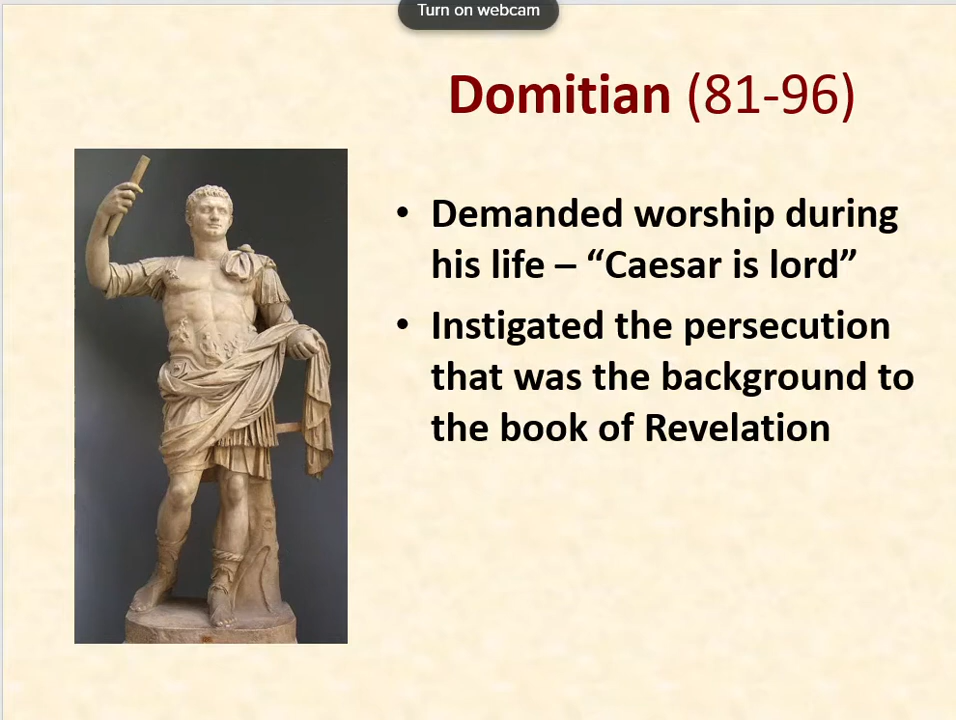 Turn on webcam
Domitian (81-96)
• Demanded worship during
his life – “Caesar is lord”
• Instigated the persecution
that was the background to
the book of Revelation